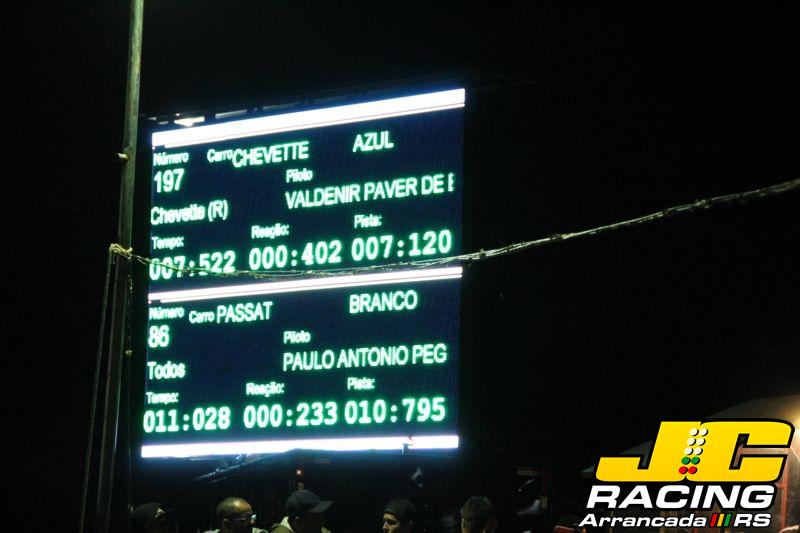 Número Carro CHEVETTE AZUL
197 Piloto
Chevette (R) VALDENIR PAVER DE
Tempo: Reação: Pista:
007:522 000:402 007:120
Número Carro PASSAT BRANCO
86 Piloto
Todos PAULO ANTONIO PEG
Tempo: Reação: Pista:
011:028 000:233 010:795
JC
RACING
Arrancada RS